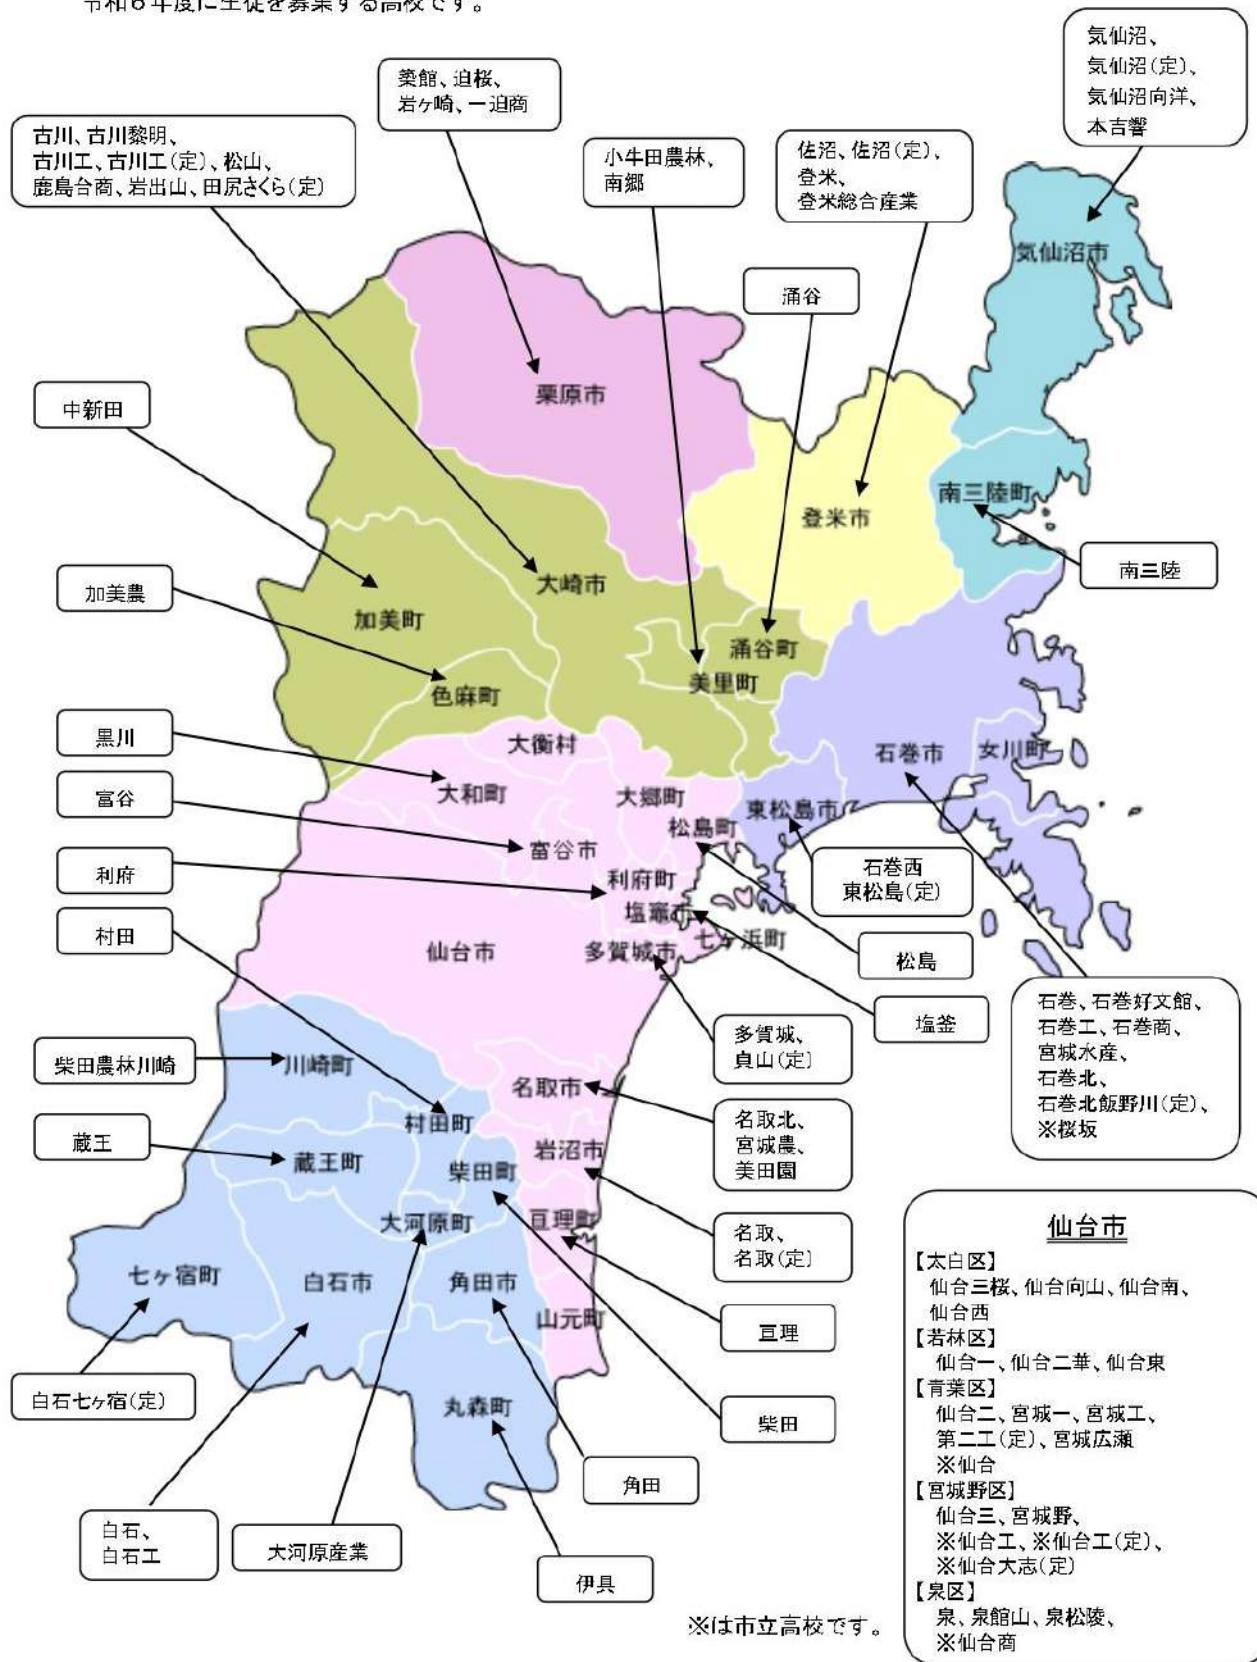 令和6年度に生徒を募集する高校です。
気仙沼、
気仙沼(定)、
気仙沼向洋、
本吉響
築館、迫桜、
岩ヶ崎、一迫商
古川、古川黎明、
古川工、古川工(定)、松山、
鹿島台商、岩出山、田尻さくら(定)
小牛田農林、
南郷
佐沼、佐沼(定)、
登米、
登米総合産業
涌谷
気仙沼市
栗原市
中新田
南三陸町
登米市
南三陸
加美農
大崎市
加美町
涌谷町
美里町
色麻町
黒川
大衡村
石巻市
女川町
大和町
大郷町
東松島市
富谷
松島町
富谷市
利府
利府町
石巻西
東松島(定)
塩竈市
村田
仙台市
多賀城市
七ヶ浜町
松島
塩釜
石巻、石巻好文館、
石巻工、石巻商、
宮城水産、
石巻北、
石巻北飯野川(定)、
※桜坂
多賀城、
貞山(定)
柴田農林川崎
川崎町
名取市
村田町
名取北、
宮城農、
美田園
蔵王
蔵王町
岩沼市
柴田町
大河原町
亘理町
名取、
名取(定)
七ヶ宿町
白石市
角田市
山元町
亘理
白石七ヶ宿(定)
丸森町
柴田
角田
白石、
白石工
大河原産業
伊具
仙台市
【太白区】
仙台三桜、仙台向山、仙台南、
仙台西
【若林区】
仙台一、仙台二華、仙台東
【青葉区】
仙台二、宮城一、宮城工、
第二工(定)、宮城広瀬
※仙台
【宮城野区】
仙台三、宮城野、
※仙台工、※仙台工(定)、
※仙台大志(定)
【泉区】
泉、泉館山、泉松陵、
※仙台商
※は市立高校です。